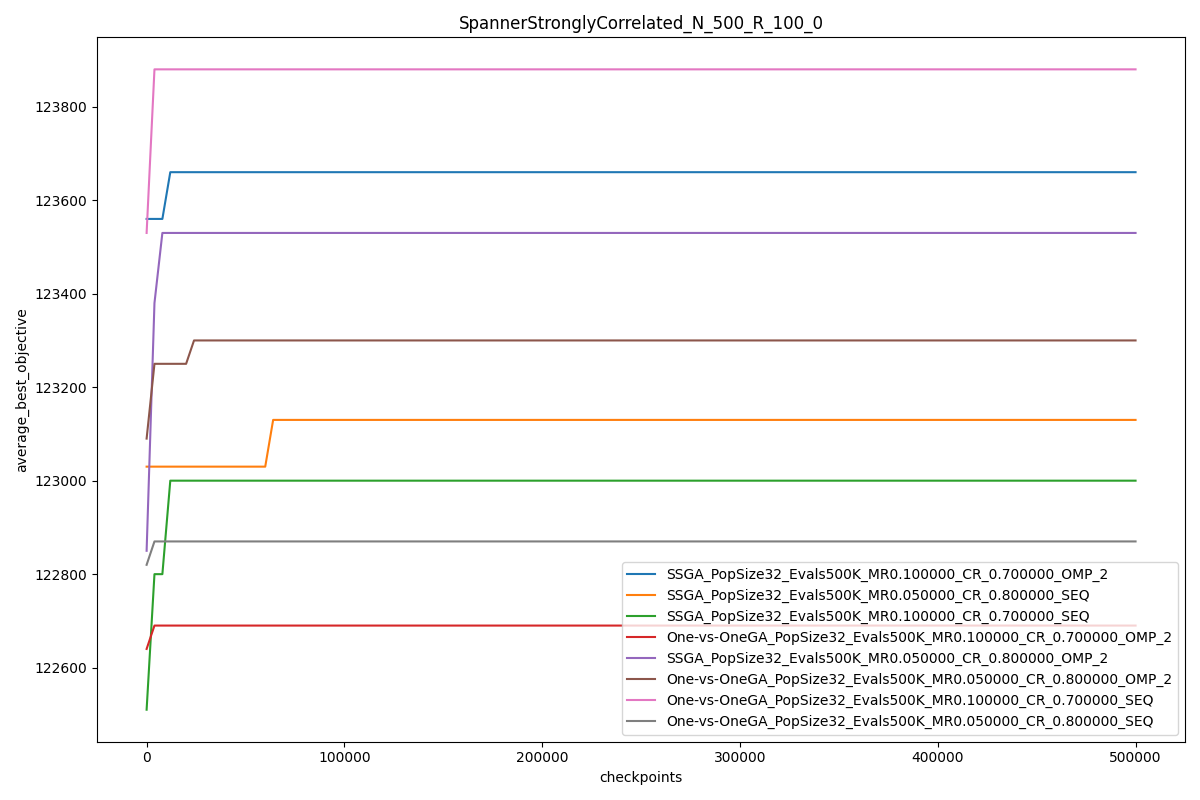 SpannerStronglyCorrelated_N_500_R_100_0
average_best_objective
123800
123600
123400
123200
123000
122800
122600
SSGA_PopSize32_Evals500K_MR0.100000_CR_0.700000_OMP_2
SSGA_PopSize32_Evals500K_MR0.050000_CR_0.800000_SEQ
SSGA_PopSize32_Evals500K_MR0.100000_CR_0.700000_SEQ
One-vs-OneGA_PopSize32_Evals500K_MR0.100000_CR_0.700000_OMP_2
SSGA_PopSize32_Evals500K_MR0.050000_CR_0.800000_OMP_2
One-vs-OneGA_PopSize32_Evals500K_MR0.050000_CR_0.800000_OMP_2
One-vs-OneGA_PopSize32_Evals500K_MR0.100000_CR_0.700000_SEQ
One-vs-OneGA_PopSize32_Evals500K_MR0.050000_CR_0.800000_SEQ
0 100000 200000 300000 400000 500000
checkpoints